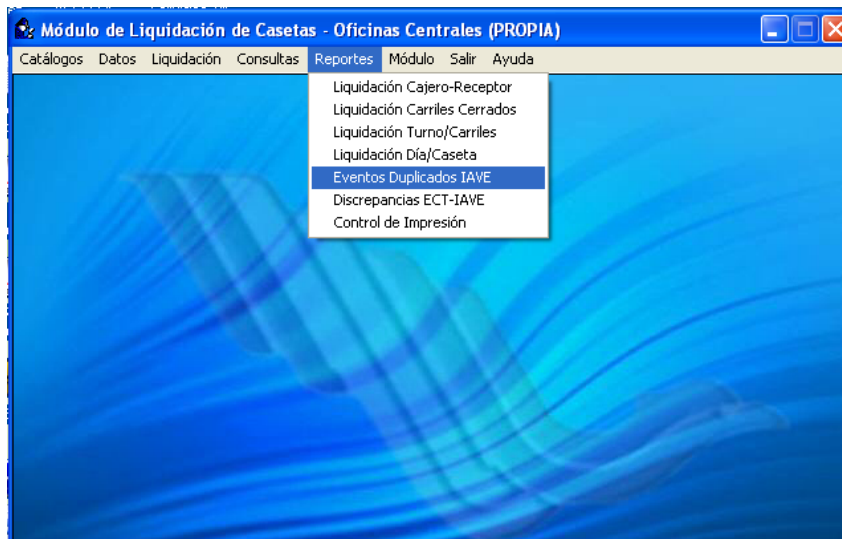 Módulo de Liquidación de Casetas - Oficinas Centrales (PROPIA)
Catálogos Datos Liquidación Consultas Reportes Módulo Salir Ayuda
Liquidación Cajero-Receptor
Liquidación Carriles Cerrados
Liquidación Turno/Carriles
Liquidación Día/Caseta
Eventos Duplicados IAVE
Discrepancias ECT-IAVE
Control de Impresión